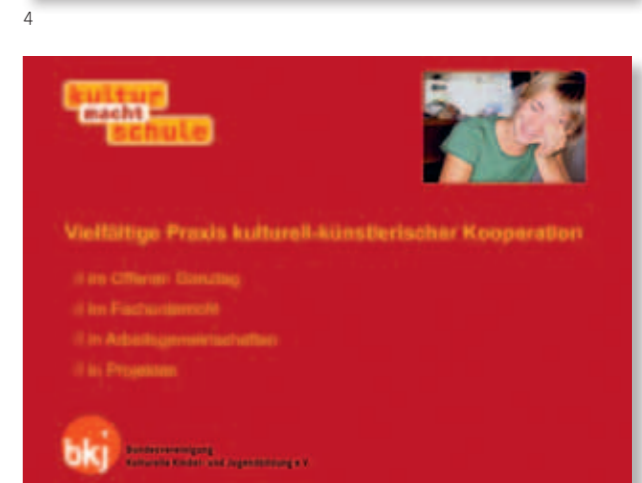 4
kultur
macht
schule
Vielfältige Praxis kulturell-künstlerischer Kooperation
// im Offenen Ganztag
// im Fachunterricht
// in Arbeitsgemeinschaften
// in Projekten
bkj
Bundesvereinigung
Kulturelle Kinder- und Jugendbildung e.V.